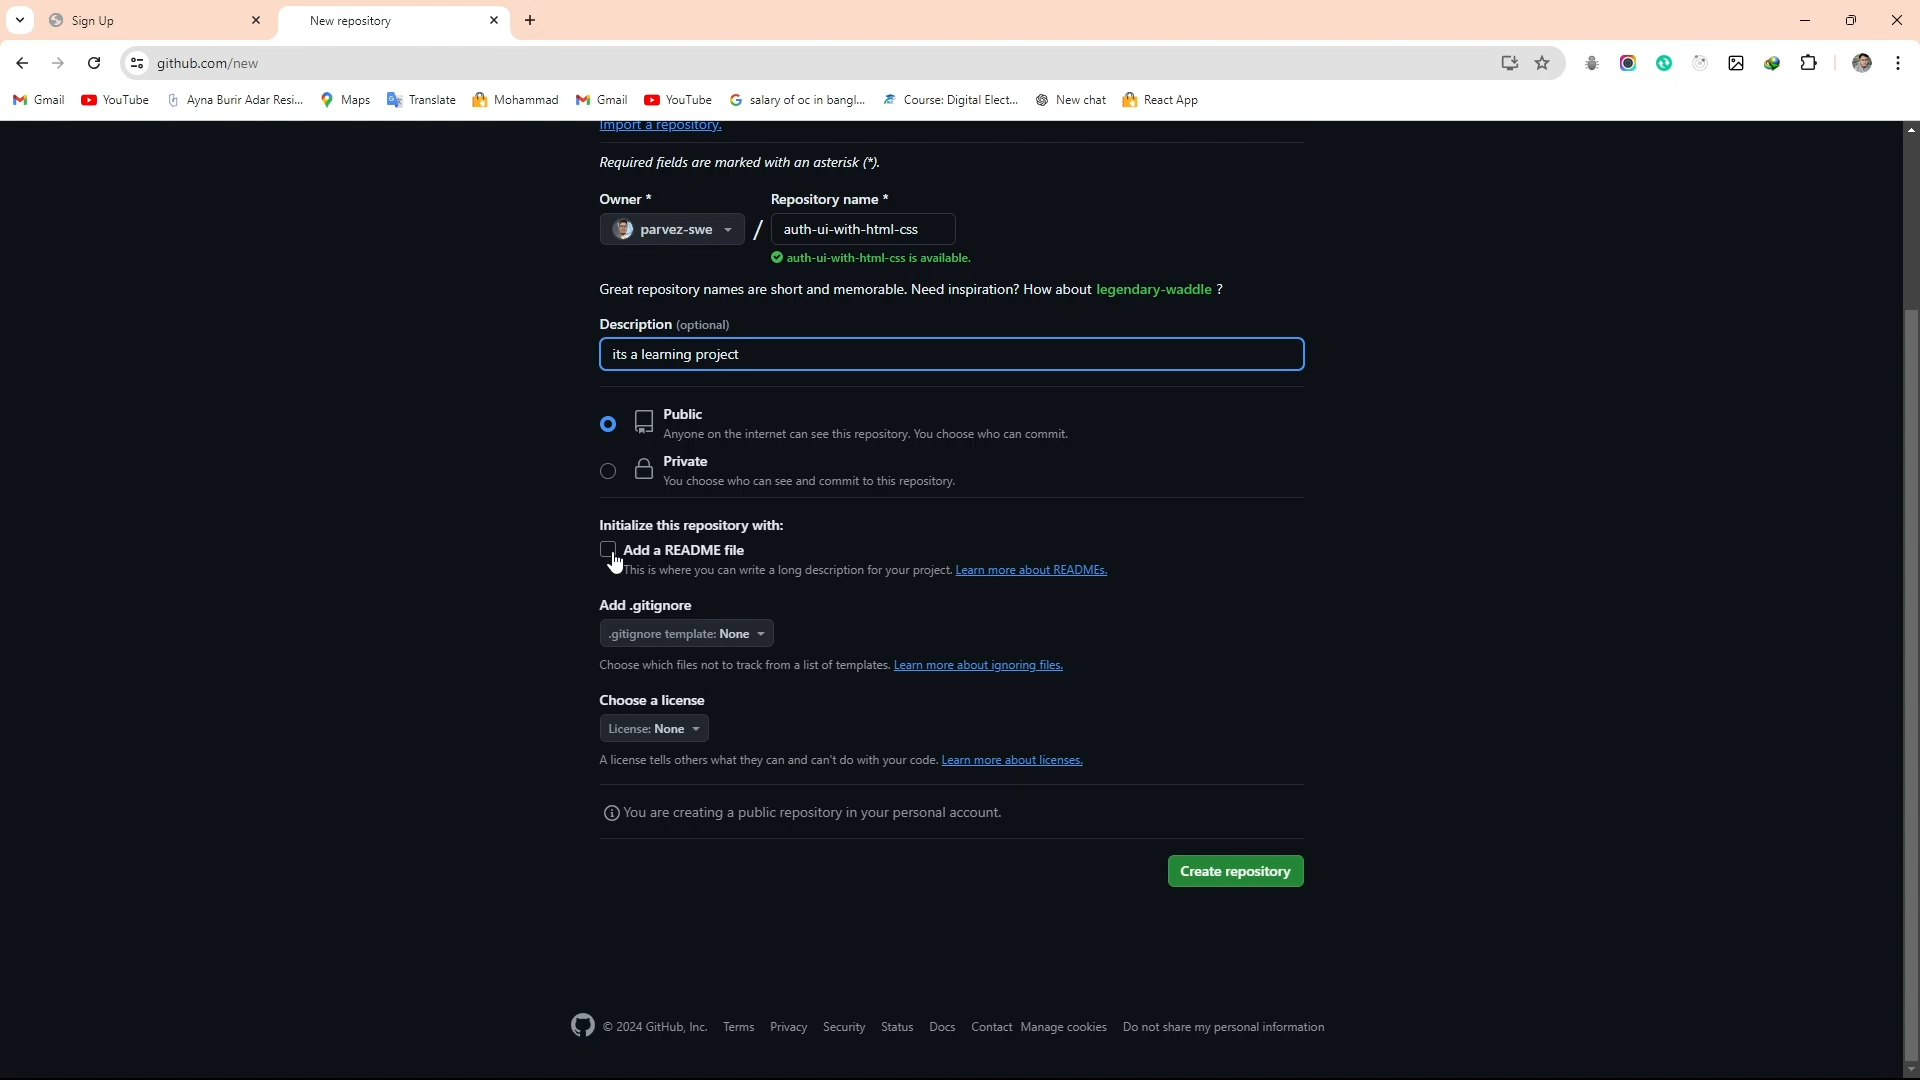 Sign Up
New repository
github.com/new
Gmail
YouTube
Ayna Burir Adar Resi...
Maps
Translate
Mohammad
Gmail
YouTube
salary of oc in bangl...
Course: Digital Elect...
New chat
React App
Import a repository.
Required fields are marked with an asterisk (*).
Owner *
Repository name *
parvez-swe
/
auth-ui-with-html-css
auth-ui-with-html-css is available.
Great repository names are short and memorable. Need inspiration? How about legendary-waddle ?
Description (optional)
its a learning project
Public
Anyone on the internet can see this repository. You choose who can commit.
Private
You choose who can see and commit to this repository.
Initialize this repository with:
Add a README file
This is where you can write a long description for your project. Learn more about READMEs.
Add .gitignore
.gitignore template: None
Choose which files not to track from a list of templates. Learn more about ignoring files.
Choose a license
License: None
A license tells others what they can and can't do with your code. Learn more about licenses.
You are creating a public repository in your personal account.
Create repository
© 2024 GitHub, Inc.
Terms
Privacy
Security
Status
Docs
Contact
Manage cookies
Do not share my personal information